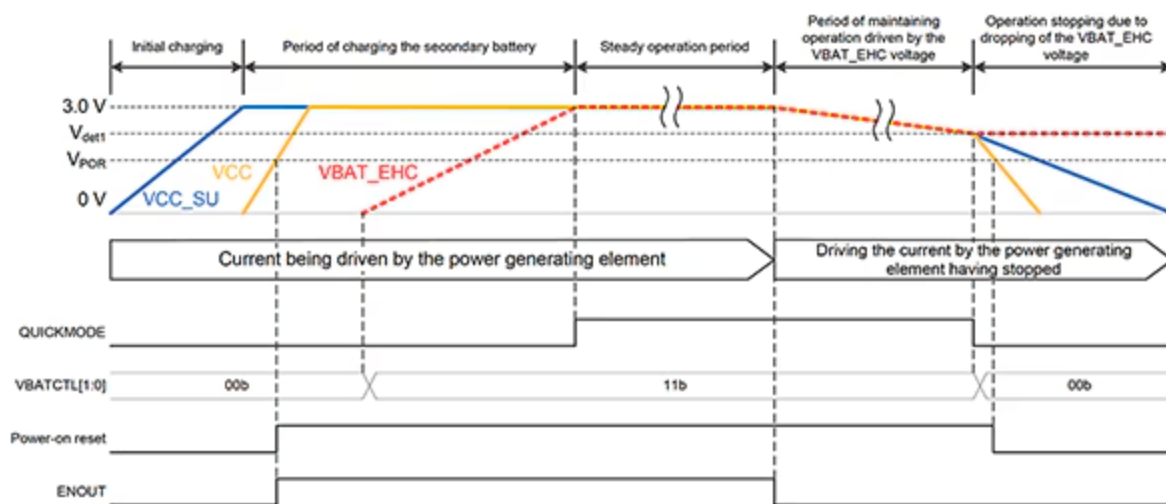 Initial charging
Period of charging the secondary battery
Steady operation period
Period of maintaining
operation driven by the
VBAT_EHC voltage
Operation stopping due to
dropping of the VBAT_EHC
voltage
3.0 V
Vdet1
VPOR
0 V
VCC_SU
VCC
VBAT_EHC
Current being driven by the power generating element
Driving the current by the power generating
element having stopped
QUICKMODE
VBATCTL[1:0]
00b
11b
00b
Power-on reset
ENOUT